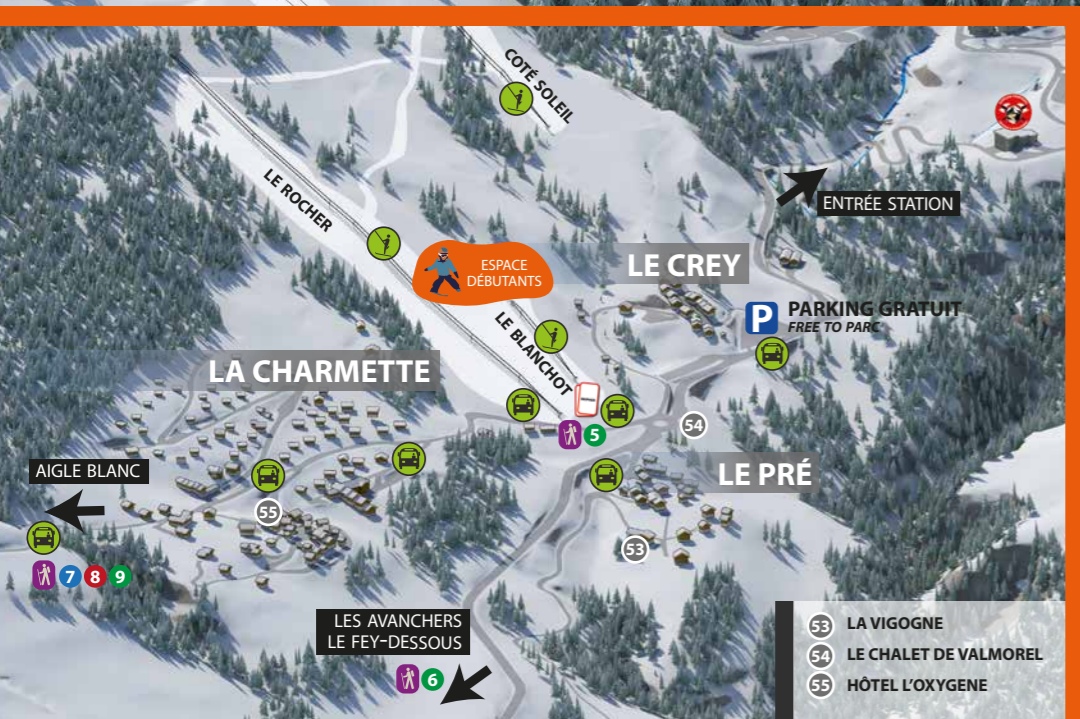 COTÉ SOLEIL
LE ROCHER
ENTRÉE STATION
ESPACE
DÉBUTANTS
LE CREY
P
PARKING GRATUIT
FREE TO PARC
LE BLANCHOT
LA CHARMETTE
54
5
AIGLE BLANC
LE PRÉ
55
53
7 8 9
LES AVANCHERS
LE FEY-DESSOUS
6
53 LA VIGOGNE
54 LE CHALET DE VALMOREL
55 HÔTEL L'OXYGENE